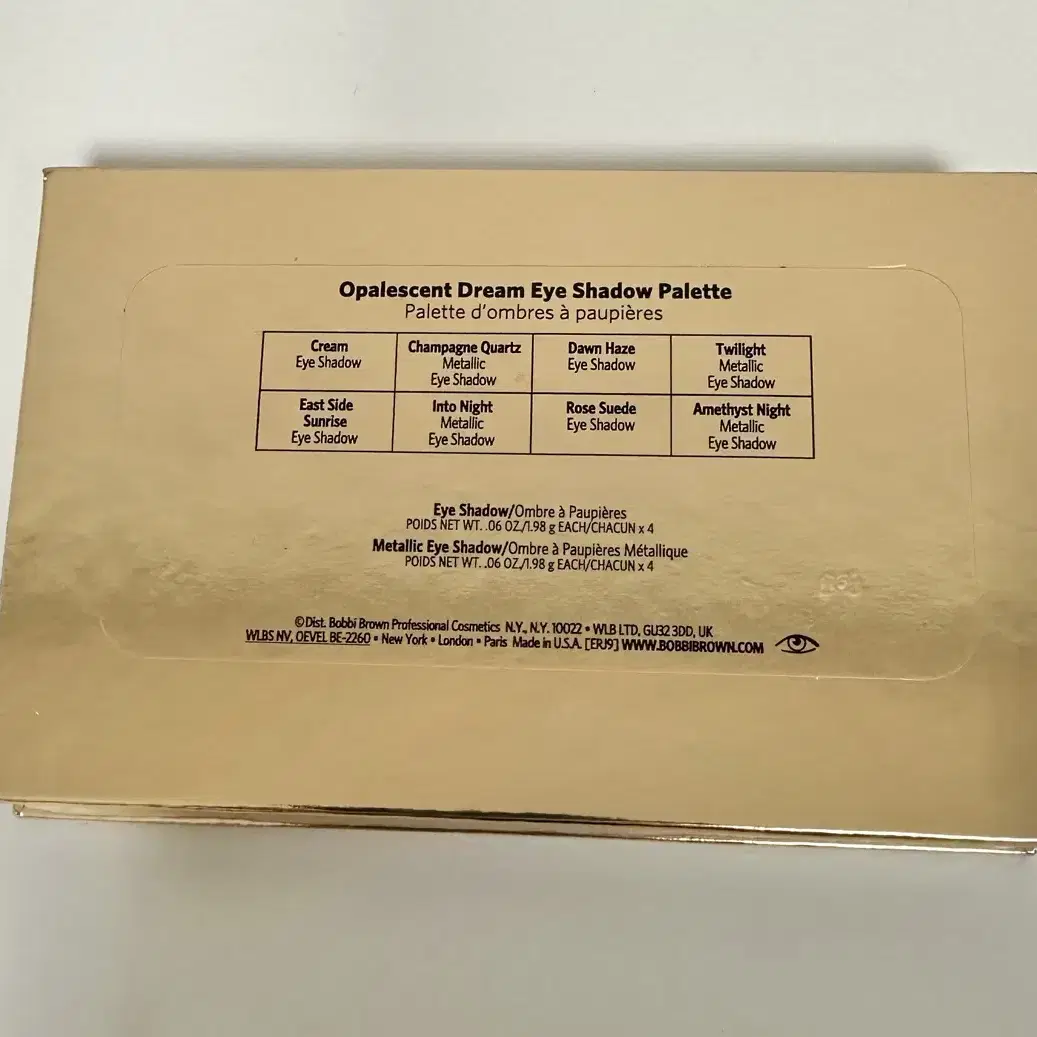 Opalescent Dream Eye Shadow Palette
Palette d'ombres à paupières
Cream
Eye Shadow
Champagne Quartz
Metallic
Eye Shadow
Dawn Haze
Eye Shadow
Twilight
Metallic
Eye Shadow
East Side
Sunrise
Eye Shadow
Into Night
Metallic
Eye Shadow
Rose Suede
Eye Shadow
Amethyst Night
Metallic
Eye Shadow
Eye Shadow/Ombre à Paupières
POIDS NET WT. .06 OZ./1.98 g EACH/CHACUN x 4
Metallic Eye Shadow/Ombre à Paupières Métallique
POIDS NET WT. .06 OZ./1.98 g EACH/CHACUN x 4
© Dist. Bobbi Brown Professional Cosmetics N.Y., N.Y. 10022 • WLB LTD, GU32 3DD, UK
WLBS NV, OEVEL BE-2260 • New York • London • Paris Made in U.S.A. [ERJ9] WWW.BOBBIBROWN.COM